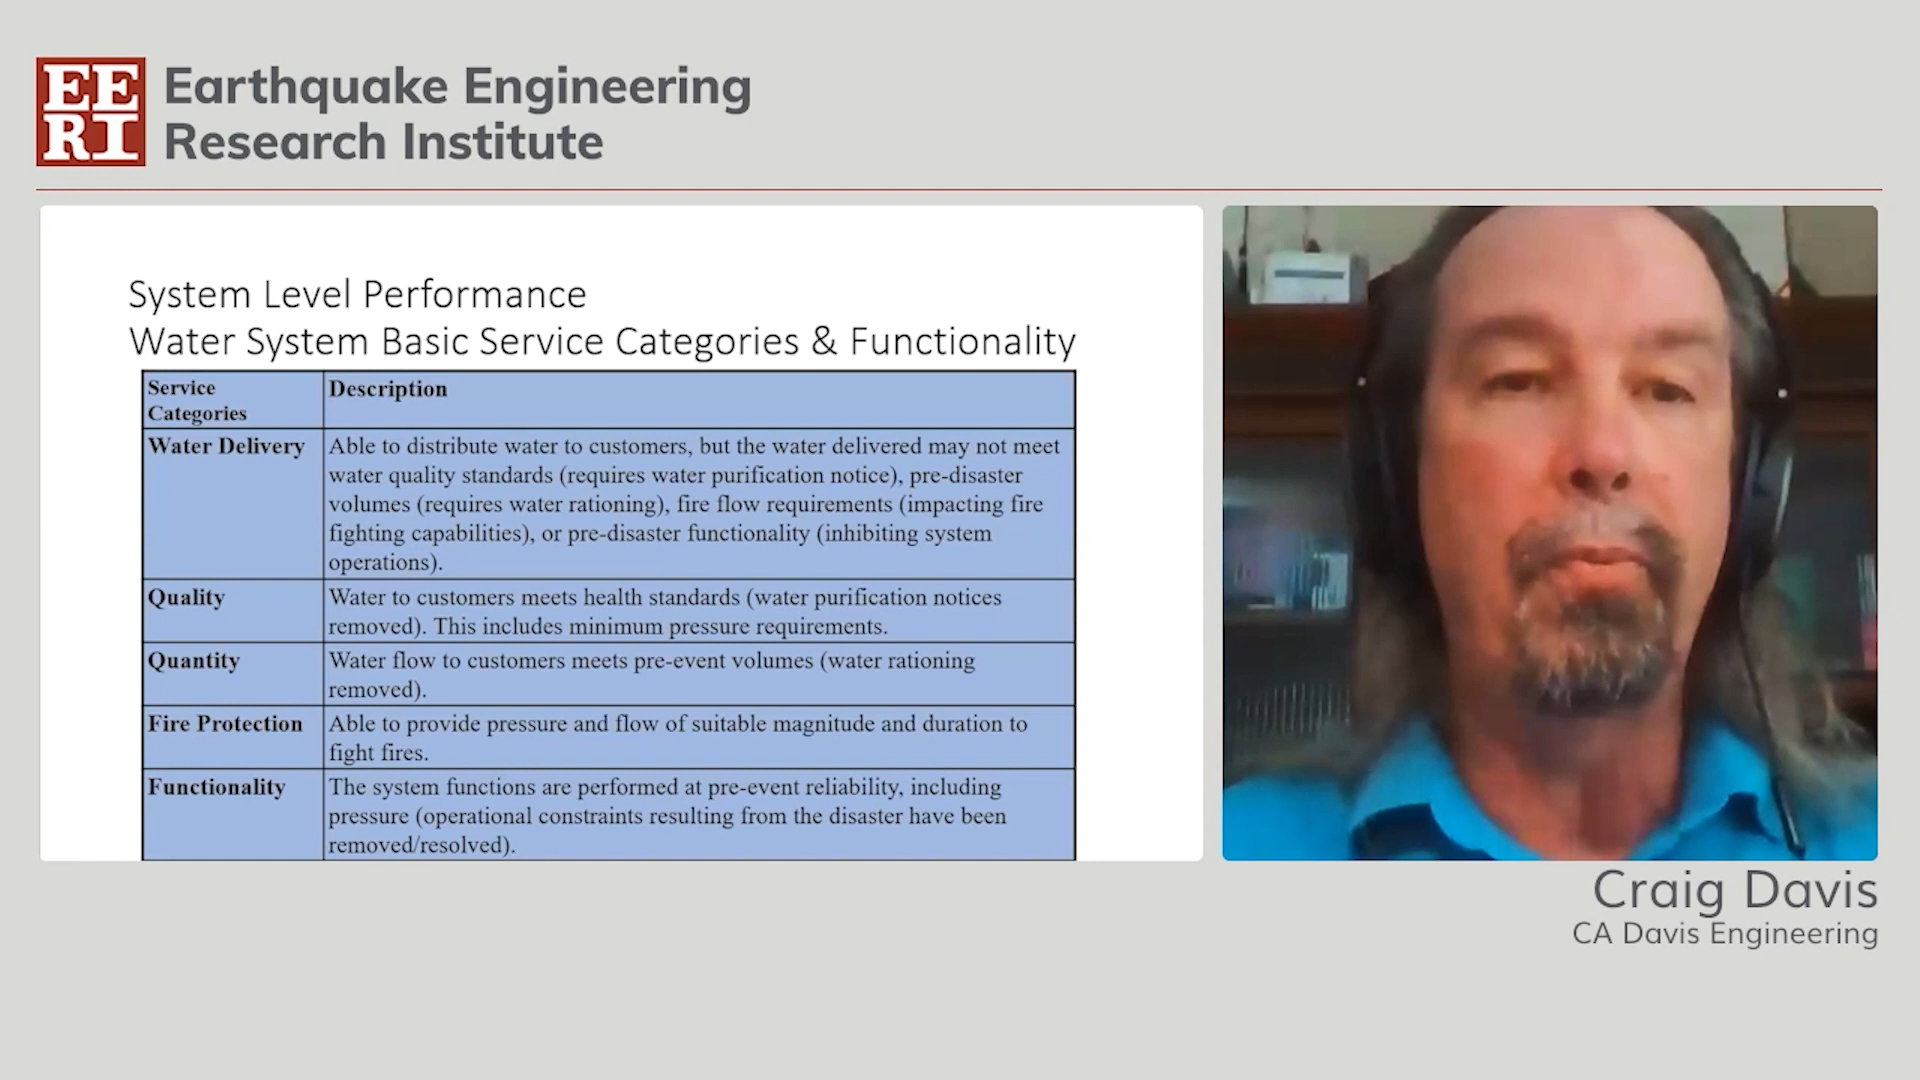 EE
RI
Earthquake Engineering
Research Institute
System Level Performance
Water System Basic Service Categories & Functionality
Service
Categories
Description
Water Delivery
Able to distribute water to customers, but the water delivered may not meet
water quality standards (requires water purification notice), pre-disaster
volumes (requires water rationing), fire flow requirements (impacting fire
fighting capabilities), or pre-disaster functionality (inhibiting system
operations).
Quality
Water to customers meets health standards (water purification notices
removed). This includes minimum pressure requirements.
Quantity
Water flow to customers meets pre-event volumes (water rationing
removed).
Fire Protection
Able to provide pressure and flow of suitable magnitude and duration to
fight fires.
Functionality
The system functions are performed at pre-event reliability, including
pressure (operational constraints resulting from the disaster have been
removed/resolved).
Craig Davis
CA Davis Engineering